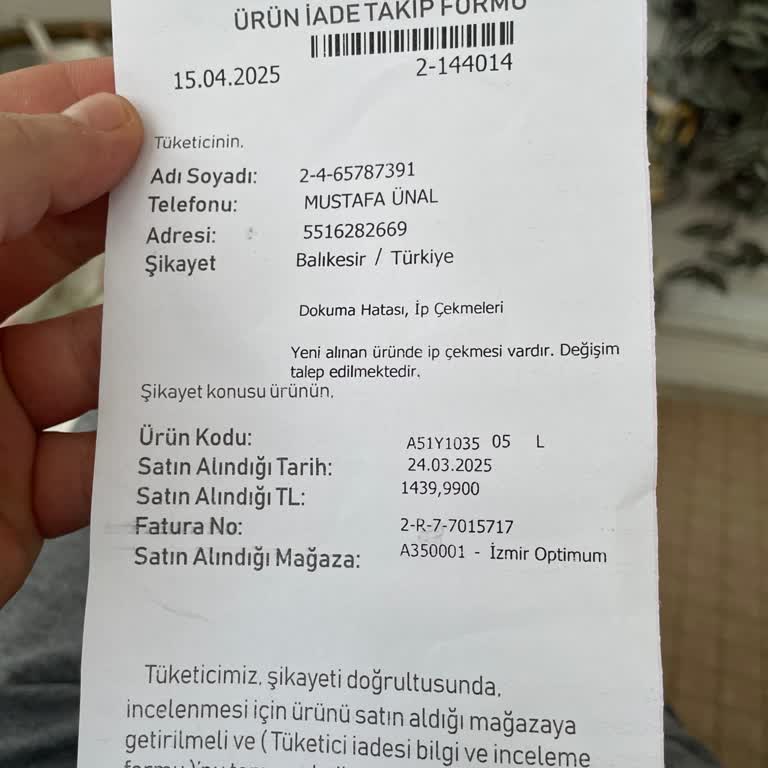 ÜRÜN İADE TAKİP FORMU
15.04.2025
2-144014
Tüketicinin.
Adı Soyadı: 2-4-65787391
Telefonu: MUSTAFA ÜNAL
Adresi: 5516282669
Şikayet Balıkesir / Türkiye
Dokuma Hatası, İp Çekmeleri
Yeni alınan üründe ip çekmesi vardır. Değişim
talep edilmektedir.
Şikayet konusu ürünün.
Ürün Kodu: A51Y1035 05 L
Satın Alındığı Tarih: 24.03.2025
Satın Alındığı TL: 1439,9900
Fatura No: 2-R-7-7015717
Satın Alındığı Mağaza: A350001 - İzmir Optimum
Tüketicimiz, şikayeti doğrultusunda,
incelenmesi için ürünü satın aldığı mağazaya
getirilmeli ve ( Tüketici iadesi bilgi ve inceleme